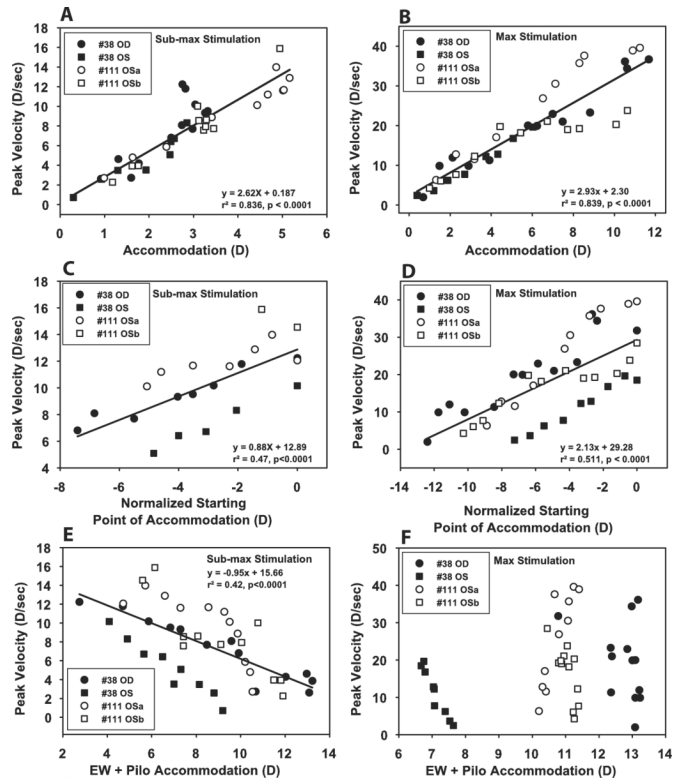 A
#38 OD
#38 OS
#111 OSa
#111 OSb
Sub-max Stimulation
Peak Velocity (D/sec)
18
16
14
12
10
8
6
4
2
0
y = 2.62X + 0.187
r² = 0.836, p < 0.0001
0 1 2 3 4 5 6
Accommodation (D)
B
#38 OD
#38 OS
#111 OSa
#111 OSb
Max Stimulation
Peak Velocity (D/sec)
40
30
20
10
0
y = 2.93x + 2.30
r² = 0.839, p < 0.0001
0 2 4 6 8 10 12
Accommodation (D)
C
#38 OD
#38 OS
#111 OSa
#111 OSb
Sub-max Stimulation
Peak Velocity (D/sec)
18
16
14
12
10
8
6
4
y = 0.88X + 12.89
r² = 0.47, p<0.0001
-8 -6 -4 -2 0
Normalized Starting
Point of Accommodation (D)
D
#38 OD
#38 OS
#111 OSa
#111 OSb
Max Stimulation
Peak Velocity (D/sec)
40
30
20
10
0
y = 2.13X + 29.28
r² = 0.511, p < 0.0001
-14 -12 -10 -8 -6 -4 -2 0
Normalized Starting
Point of Accommodation (D)
E
Sub-max Stimulation
y = -0.95x + 15.66
r² = 0.42, p<0.0001
Peak Velocity (D/sec)
18
16
14
12
10
8
6
4
2
0
#38 OD
#38 OS
#111 OSa
#111 OSb
2 4 6 8 10 12 14
EW + Pilo Accommodation (D)
F
#38 OD
#38 OS
#111 OSa
#111 OSb
Max Stimulation
Peak Velocity (D/sec)
50
40
30
20
10
0
6 7 8 9 10 11 12 13 14
EW + Pilo Accommodation (D)